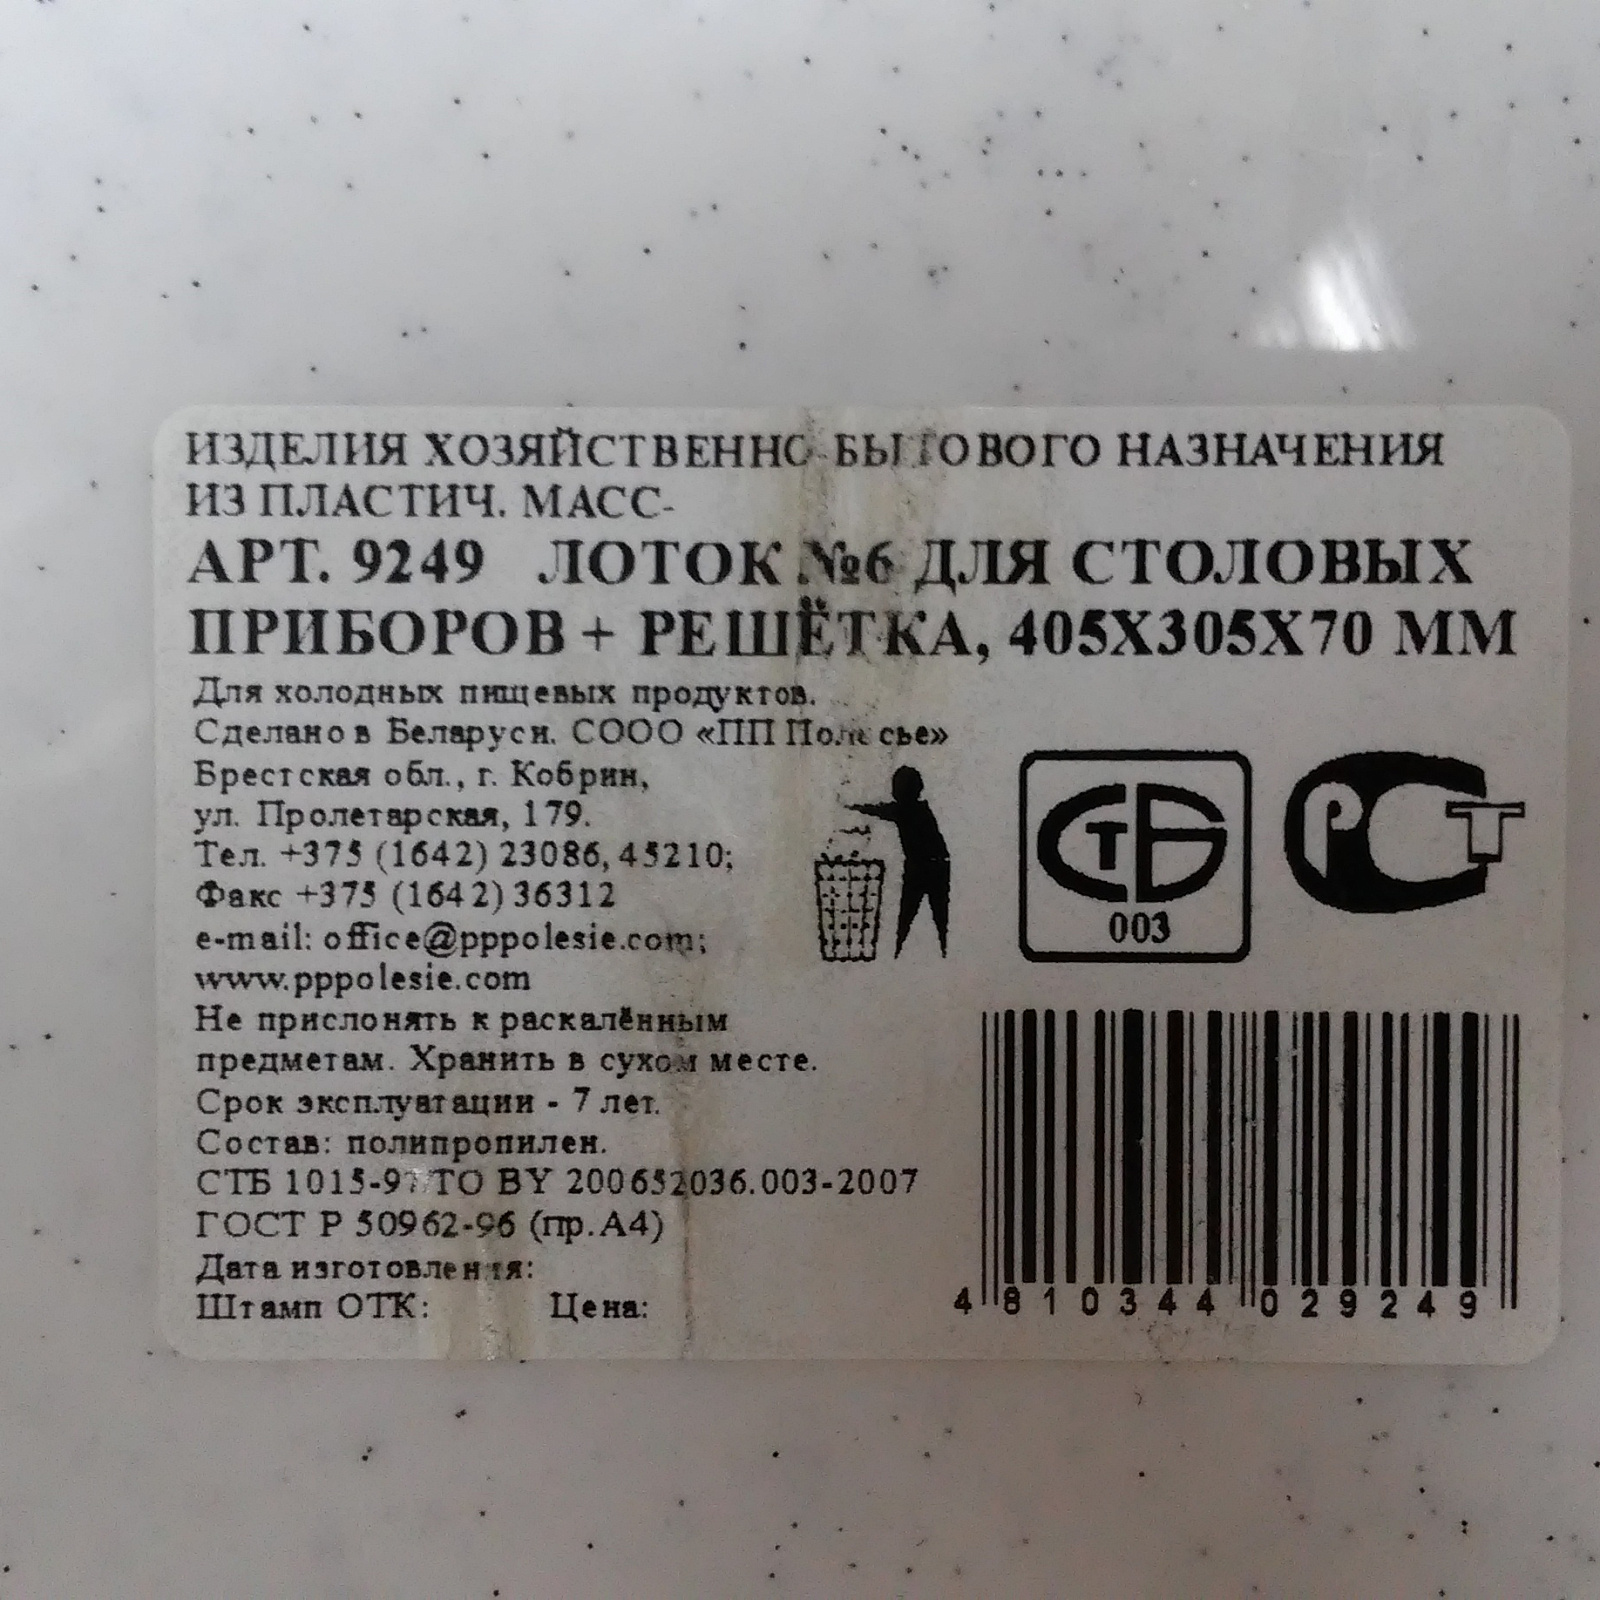 ИЗДЕЛИЯ ХОЗЯЙСТВЕННО-БЫТОВОГО НАЗНАЧЕНИЯ
ИЗ ПЛАСТИЧ. МАСС-
АРТ. 9249 ЛОТОК №6 ДЛЯ СТОЛОВЫХ
ПРИБОРОВ + РЕШЁТКА, 405Х305Х70 ММ
Для холодных пищевых продуктов.
Сделано в Беларуси. СООО «ПП Полесье»
Брестская обл., г. Кобрин,
ул. Пролетарская, 179.
Тел. +375 (1642) 23086, 45210;
Факс +375 (1642) 36312
e-mail: office@pppolesie.com;
www.pppolesie.com
Не прислонять к раскалённым
предметам. Хранить в сухом месте.
Срок эксплуатации - 7 лет.
Состав: полипропилен.
СТБ 1015-97/ТО BY 200652036.003-2007
ГОСТ Р 50962-96 (пр.А4)
Дата изготовления:
Штамп ОТК: Цена:
СТБ
003
РСТ
4 810344 029249